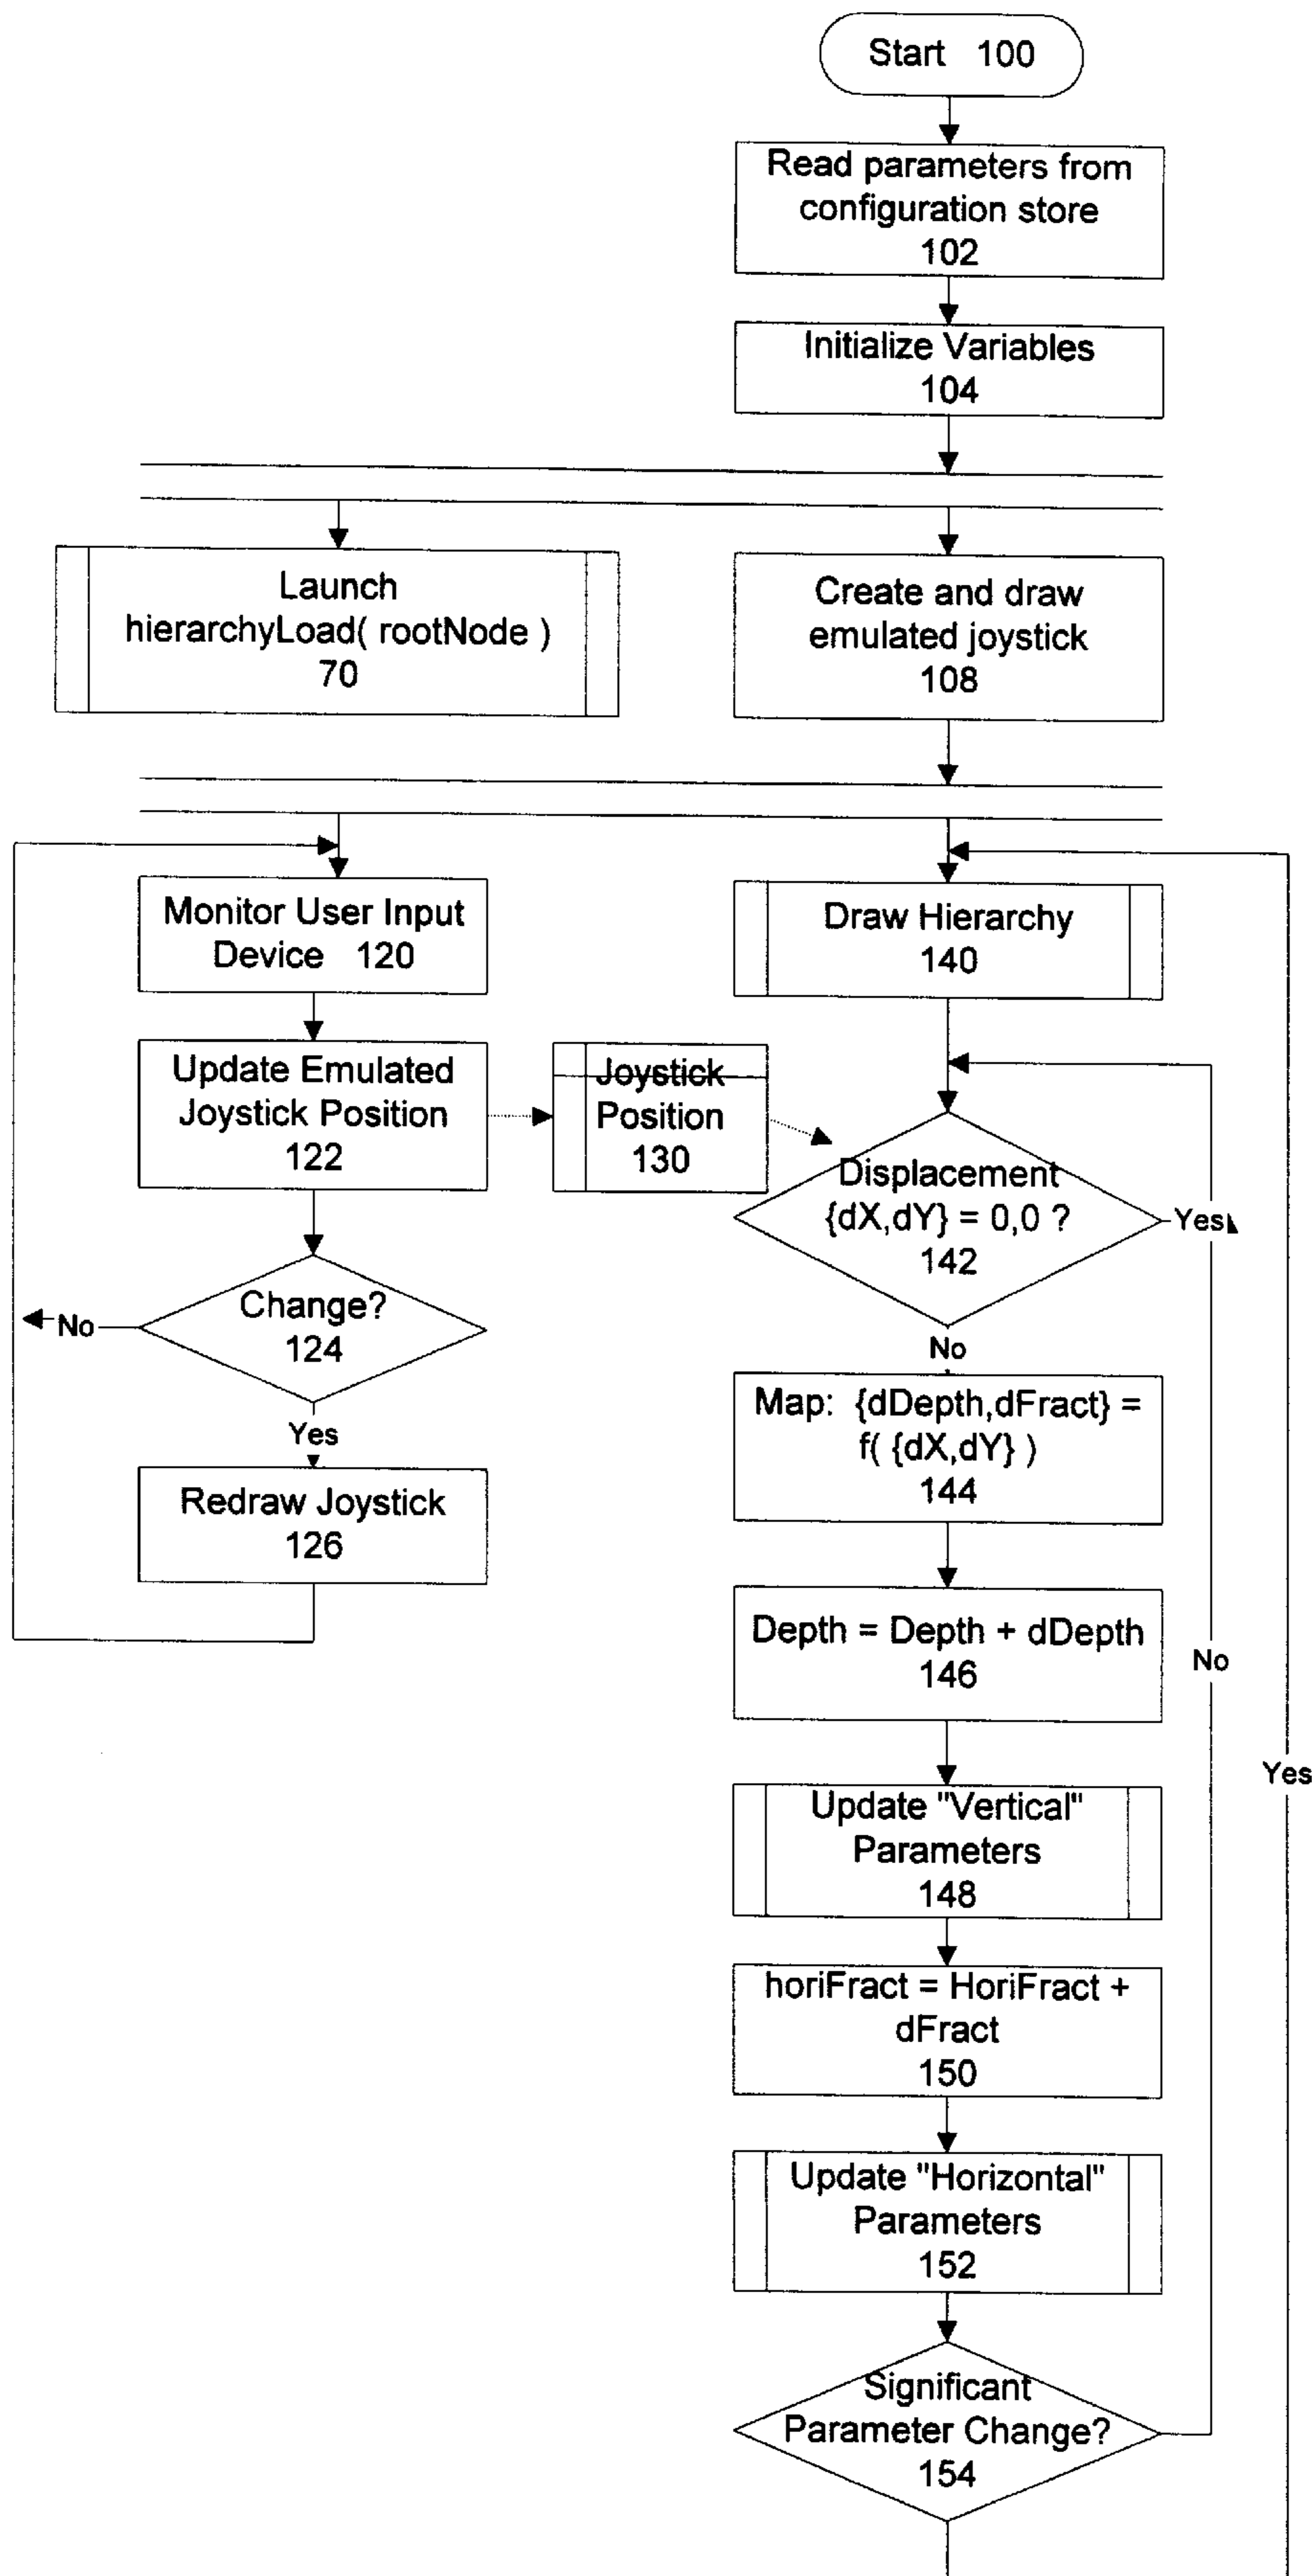 Start 100
Read parameters from
configuration store
102
Initialize Variables
104
Launch
hierarchyLoad( rootNode )
70
Create and draw
emulated joystick
108
Monitor User Input
Device 120
Update Emulated
Joystick Position
122
Change?
124
No
Yes
Redraw Joystick
126
Joystick
Position
130
Draw Hierarchy
140
Displacement
{dX,dY} = 0,0 ?
142
Yes
No
Map: {dDepth,dFract} =
f( {dX,dY} )
144
Depth = Depth + dDepth
146
Update "Vertical"
Parameters
148
horiFract = HoriFract +
dFract
150
Update "Horizontal"
Parameters
152
Significant
Parameter Change?
154
No
Yes